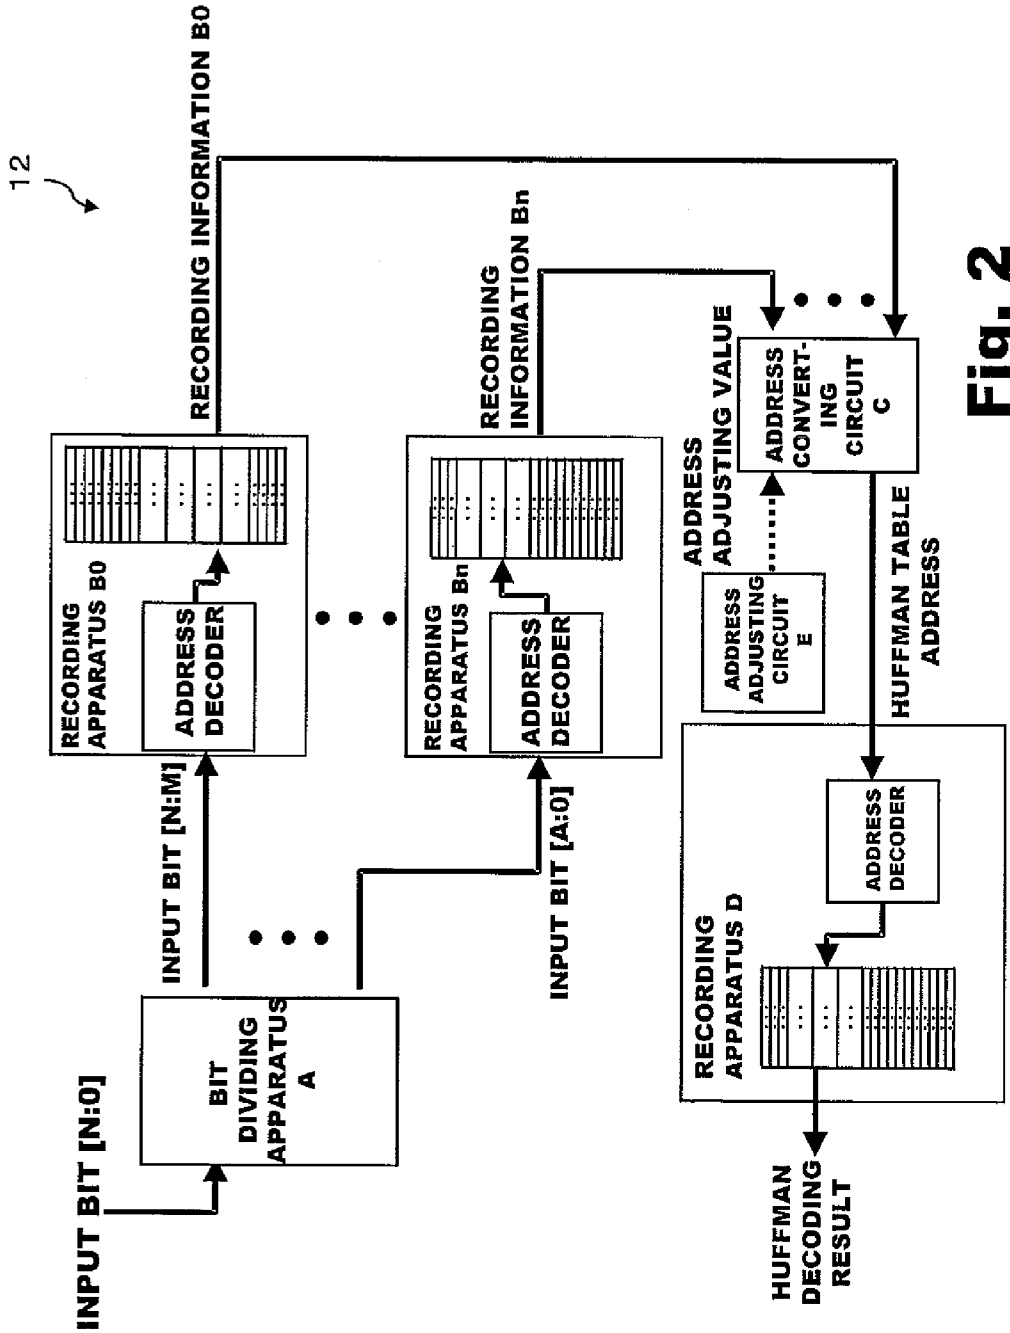 12
INPUT BIT [N:0]
BIT
DIVIDING
APPARATUS
A
INPUT BIT [N:M]
INPUT BIT [A:0]
RECORDING
APPARATUS B0
ADDRESS
DECODER
RECORDING INFORMATION B0
RECORDING
APPARATUS Bn
ADDRESS
DECODER
RECORDING
INFORMATION Bn
ADDRESS
ADJUSTING VALUE
ADDRESS
ADJUSTING
CIRCUIT
E
ADDRESS
CONVERT-
ING
CIRCUIT
C
HUFFMAN TABLE
ADDRESS
RECORDING
APPARATUS D
ADDRESS
DECODER
HUFFMAN
DECODING
RESULT
Fig. 2